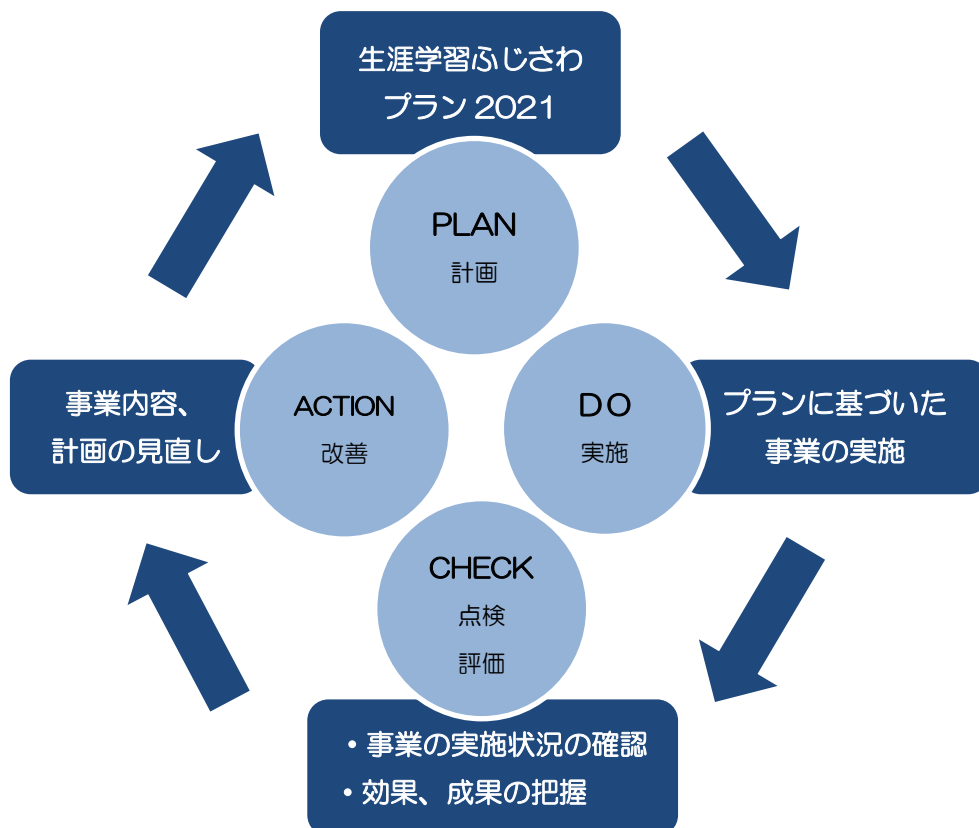 生涯学習ふじさわ
プラン 2021
PLAN
計画
DO
実施
プランに基づいた
事業の実施
CHECK
点検
評価
・事業の実施状況の確認
・効果、成果の把握
ACTION
改善
事業内容、
計画の見直し